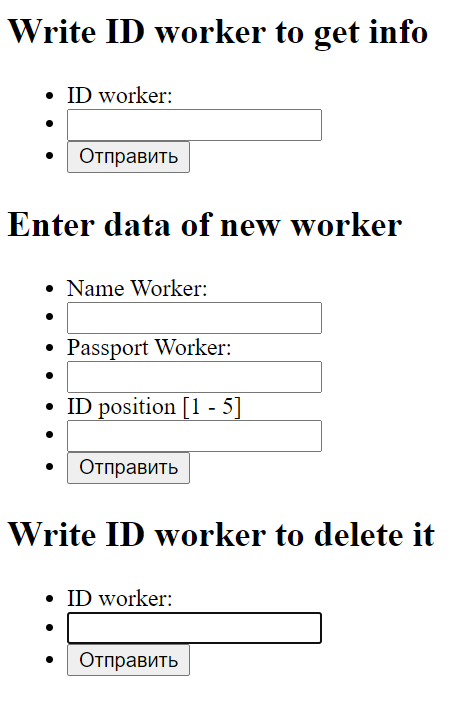 Write ID worker to get info
ID worker:
Отправить
Enter data of new worker
Name Worker:
Passport Worker:
ID position [1 - 5]
Отправить
Write ID worker to delete it
ID worker:
Отправить